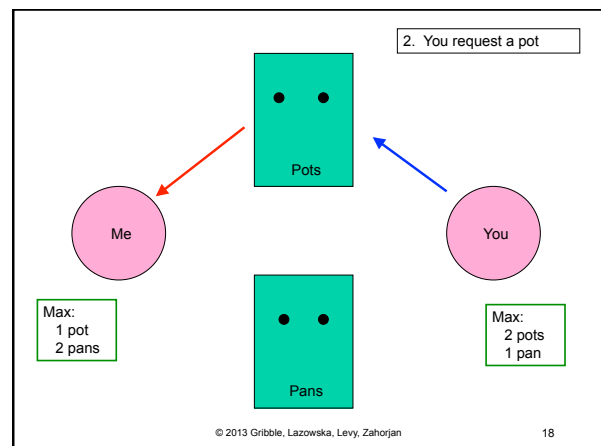 2. You request a pot
Pots
Me
You
Max:
1 pot
2 pans
Max:
2 pots
1 pan
Pans
© 2013 Gribble, Lazowska, Levy, Zahorjan
18